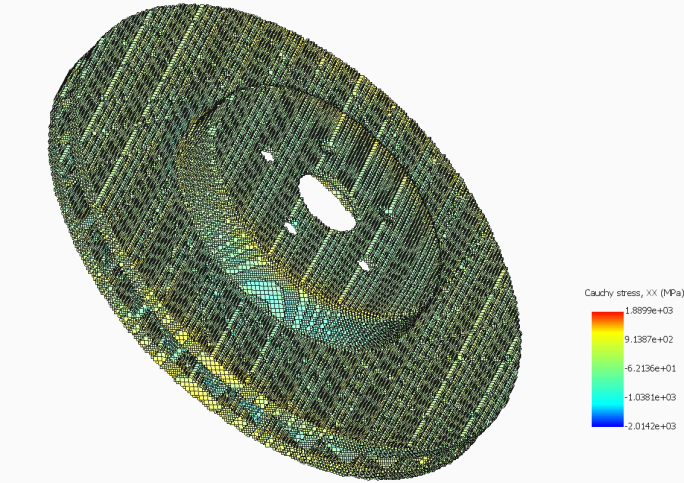 Cauchy stress, XX (MPa)
1.8899e+03
9.1387e+02
-6.2136e+01
-1.0381e+03
-2.0142e+03